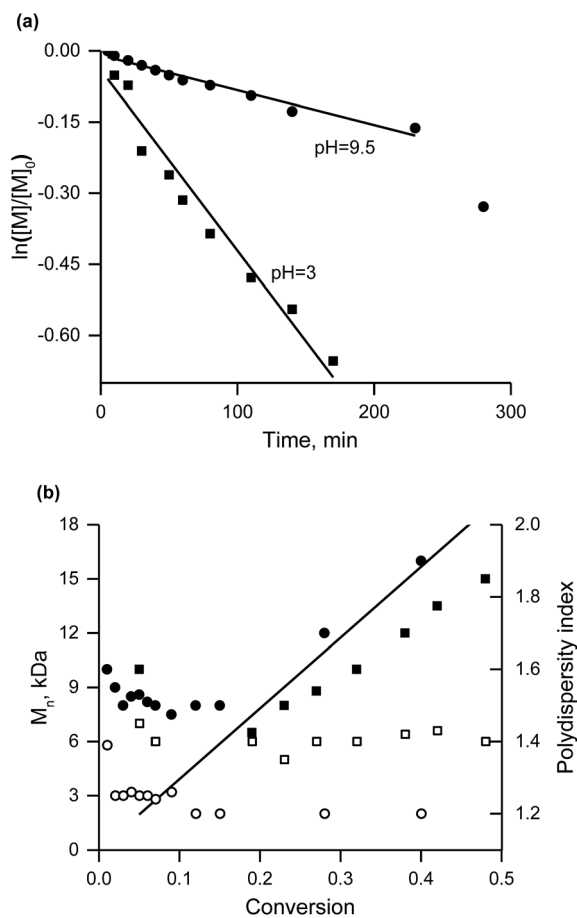 (a)
0.00
-0.15
-0.30
-0.45
-0.60
ln([M]/[M]0)
pH=9.5
pH=3
0 100 200 300
Time, min
(b)
18
15
12
9
6
3
0
Mn, kDa
2.0
1.8
1.6
1.4
1.2
Polydispersity index
0.0 0.1 0.2 0.3 0.4 0.5
Conversion